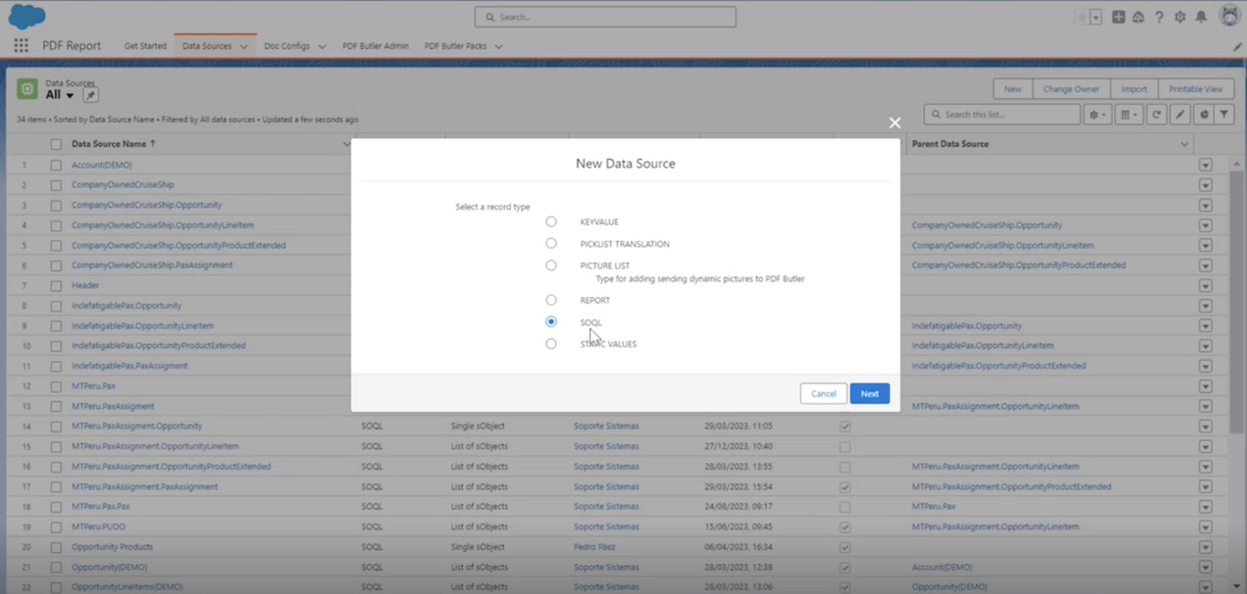 Search...
PDF Report Get Started Data Sources Doc Configs PDF Butler Admin PDF Butler Packs
Data Sources
All
New Change Owner Import Printable View
34 items • Sorted by Data Source Name • Filtered by All data sources • Updated a few seconds ago
Search this list...
Data Source Name ↑ Parent Data Source
1 Account(DEMO)
2 CompanyOwnedCruiseShip
3 CompanyOwnedCruiseShip.Opportunity
4 CompanyOwnedCruiseShip.OpportunityLineItem CompanyOwnedCruiseShip.Opportunity
5 CompanyOwnedCruiseShip.OpportunityProductExtended CompanyOwnedCruiseShip.OpportunityLineItem
6 CompanyOwnedCruiseShip.PaxAssignment CompanyOwnedCruiseShip.OpportunityProductExtended
7 Header
8 IndefatigablePax.Opportunity
9 IndefatigablePax.OpportunityLineItem IndefatigablePax.Opportunity
10 IndefatigablePax.OpportunityProductExtended IndefatigablePax.OpportunityLineItem
11 IndefatigablePax.PaxAssigment IndefatigablePax.OpportunityProductExtended
12 MTPeru.Pax
13 MTPeru.PaxAssigment MTPeru.PaxAssignment.OpportunityLineItem
14 MTPeru.PaxAssigment.Opportunity SOQL Single sObject Soporte Sistemas 29/03/2023, 11:05
15 MTPeru.PaxAssignment.OpportunityLineItem SOQL List of sObjects Soporte Sistemas 27/12/2023, 10:40
16 MTPeru.PaxAssignment.OpportunityProductExtended SOQL List of sObjects Soporte Sistemas 28/03/2023, 13:55 MTPeru.PaxAssignment.OpportunityLineItem
17 MTPeru.PaxAssignment.PaxAssignment SOQL List of sObjects Soporte Sistemas 29/03/2023, 15:54 MTPeru.PaxAssignment.OpportunityProductExtended
18 MTPeru.Pax.Pax SOQL List of sObjects Soporte Sistemas 24/08/2023, 09:17 MTPeru.Pax
19 MTPeru.PUDO SOQL List of sObjects Soporte Sistemas 15/06/2023, 09:45 MTPeru.PaxAssignment.OpportunityLineItem
20 Opportunity Products SOQL Single sObject Pedro Páez 06/04/2023, 16:34
21 Opportunity(DEMO) SOQL List of sObjects Soporte Sistemas 28/03/2023, 12:38 Account(DEMO)
22 OpportunityLineItems(DEMO) SOQL List of sObjects Soporte Sistemas 28/03/2023, 13:06 Opportunity(DEMO)
New Data Source
Select a record type
KEYVALUE
PICKLIST TRANSLATION
PICTURE LIST
Type for adding sending dynamic pictures to PDF Butler
REPORT
SOQL
STATIC VALUES
Cancel Next